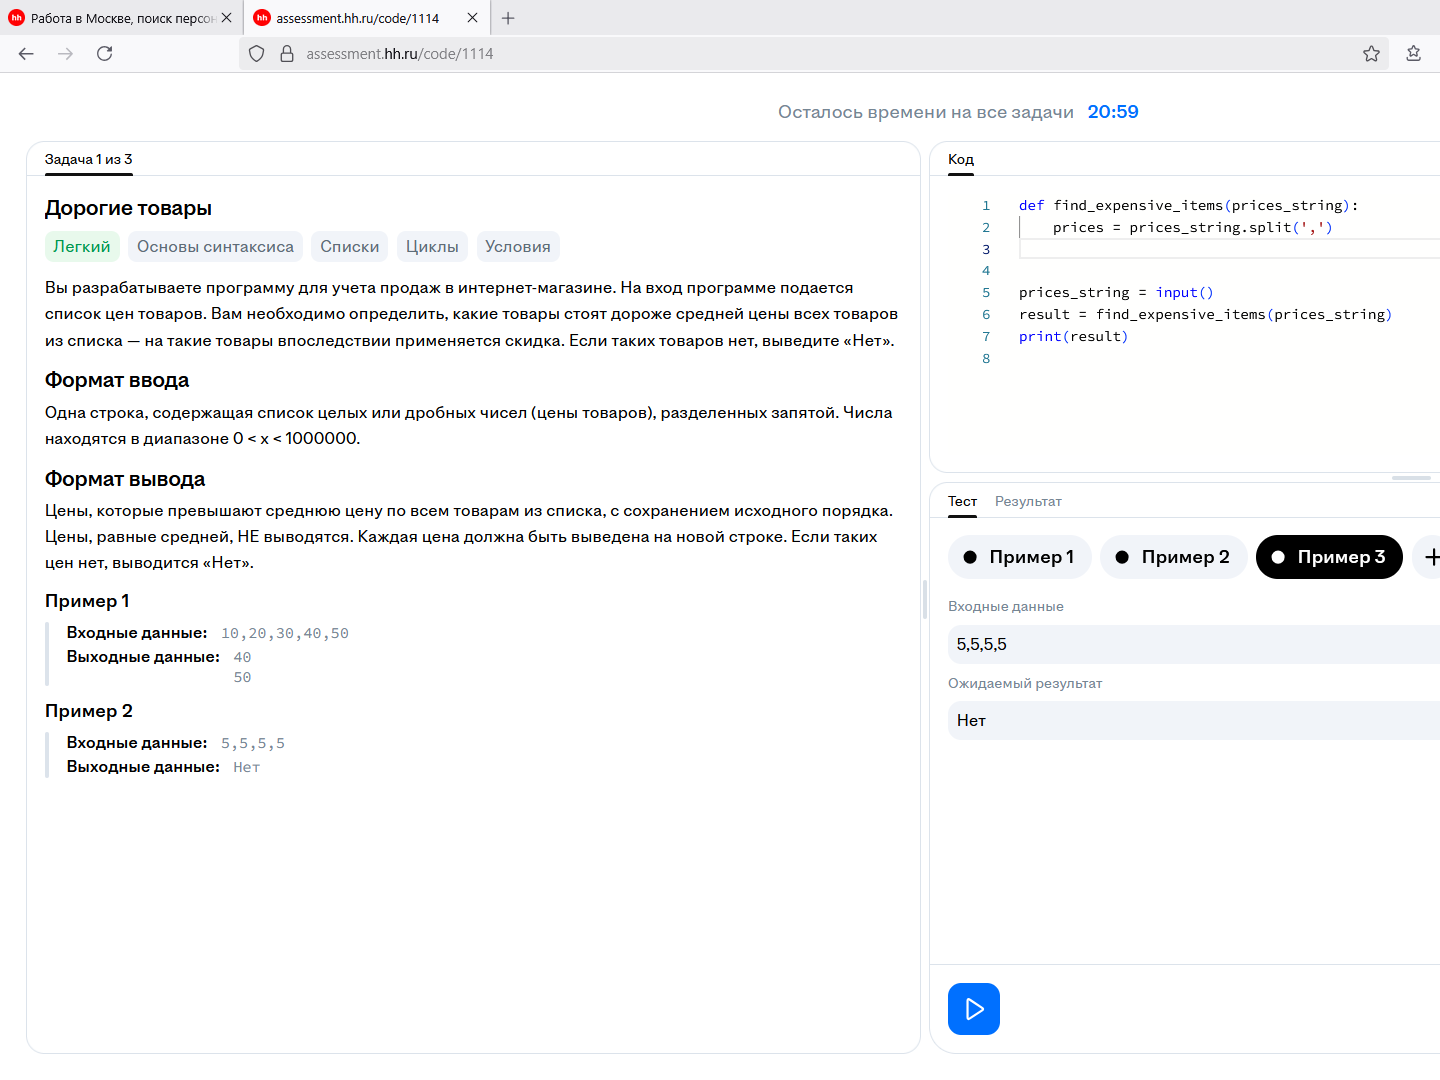 Работа в Москве, поиск персон
assessment.hh.ru/code/1114
assessment.hh.ru/code/1114
Осталось времени на все задачи 20:59
Задача 1 из 3
Дорогие товары
Легкий Основы синтаксиса Списки Циклы Условия
Вы разрабатываете программу для учета продаж в интернет-магазине. На вход программе подается
список цен товаров. Вам необходимо определить, какие товары стоят дороже средней цены всех товаров
из списка — на такие товары впоследствии применяется скидка. Если таких товаров нет, выведите «Нет».
Формат ввода
Одна строка, содержащая список целых или дробных чисел (цены товаров), разделенных запятой. Числа
находятся в диапазоне 0 < x < 1000000.
Формат вывода
Цены, которые превышают среднюю цену по всем товарам из списка, с сохранением исходного порядка.
Цены, равные средней, НЕ выводятся. Каждая цена должна быть выведена на новой строке. Если таких
цен нет, выводится «Нет».
Пример 1
Входные данные: 10,20,30,40,50
Выходные данные: 40
50
Пример 2
Входные данные: 5,5,5,5
Выходные данные: Нет
Код
1 def find_expensive_items(prices_string):
2 prices = prices_string.split(',')
3
4
5 prices_string = input()
6 result = find_expensive_items(prices_string)
7 print(result)
8
Тест Результат
Пример 1 Пример 2 Пример 3
Входные данные
5,5,5,5
Ожидаемый результат
Нет